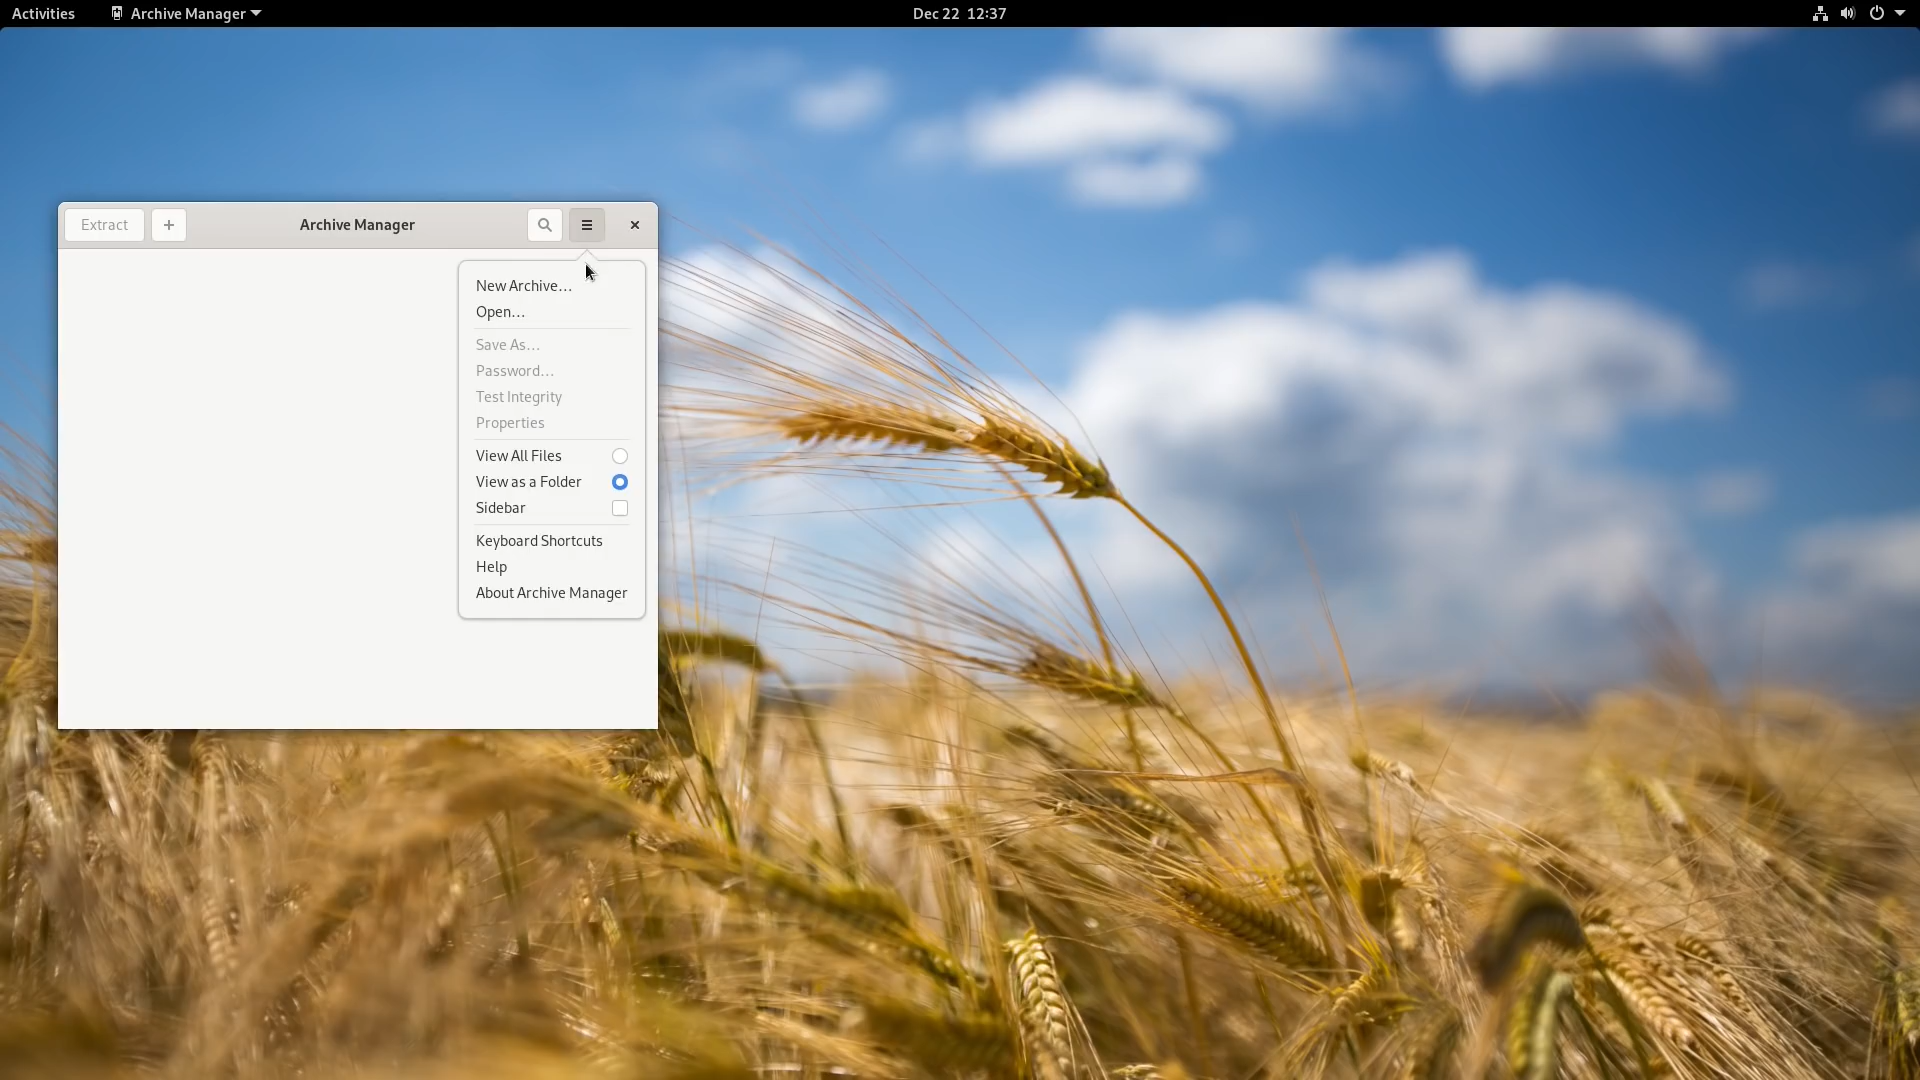 Activities
Archive Manager
Dec 22 12:37
Extract
Archive Manager
New Archive…
Open…
Save As…
Password…
Test Integrity
Properties
View All Files
View as a Folder
Sidebar
Keyboard Shortcuts
Help
About Archive Manager